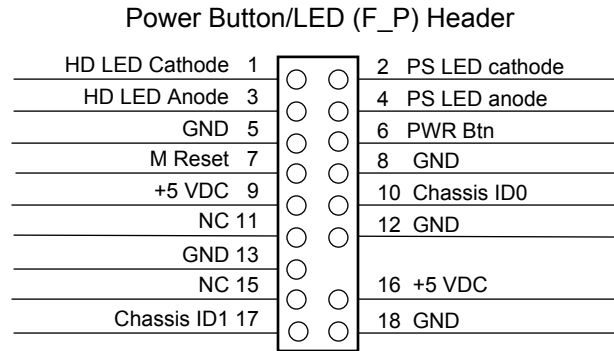 Power Button/LED (F_P) Header
HD LED Cathode 1 2 PS LED cathode
HD LED Anode 3 4 PS LED anode
GND 5 6 PWR Btn
M Reset 7 8 GND
+5 VDC 9 10 Chassis ID0
NC 11 12 GND
GND 13
NC 15 16 +5 VDC
Chassis ID1 17 18 GND